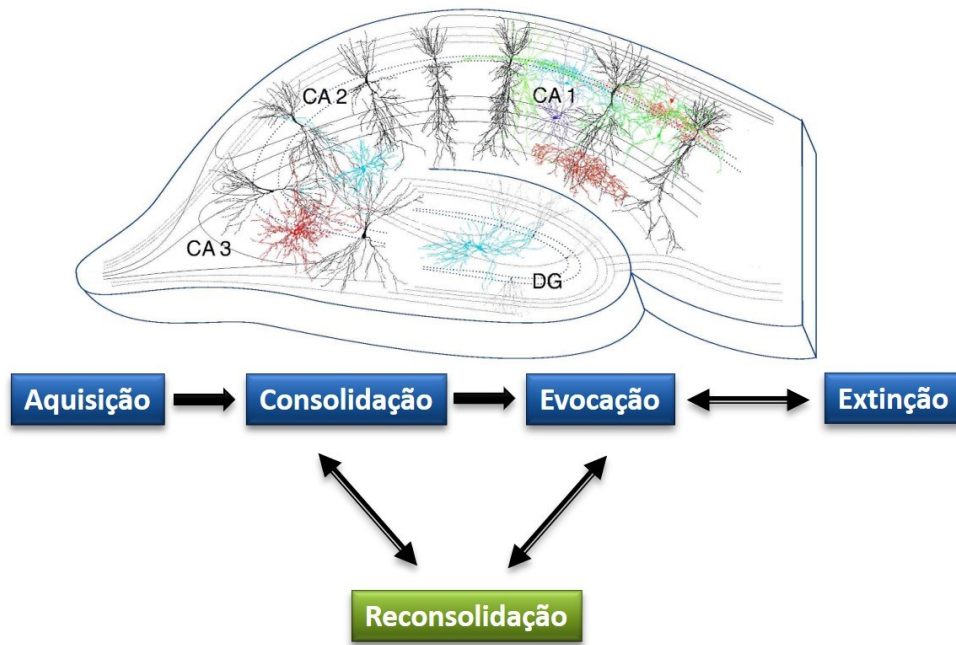 CA 2
CA 1
CA 3
DG
Aquisição
Consolidação
Evocação
Extinção
Reconsolidação